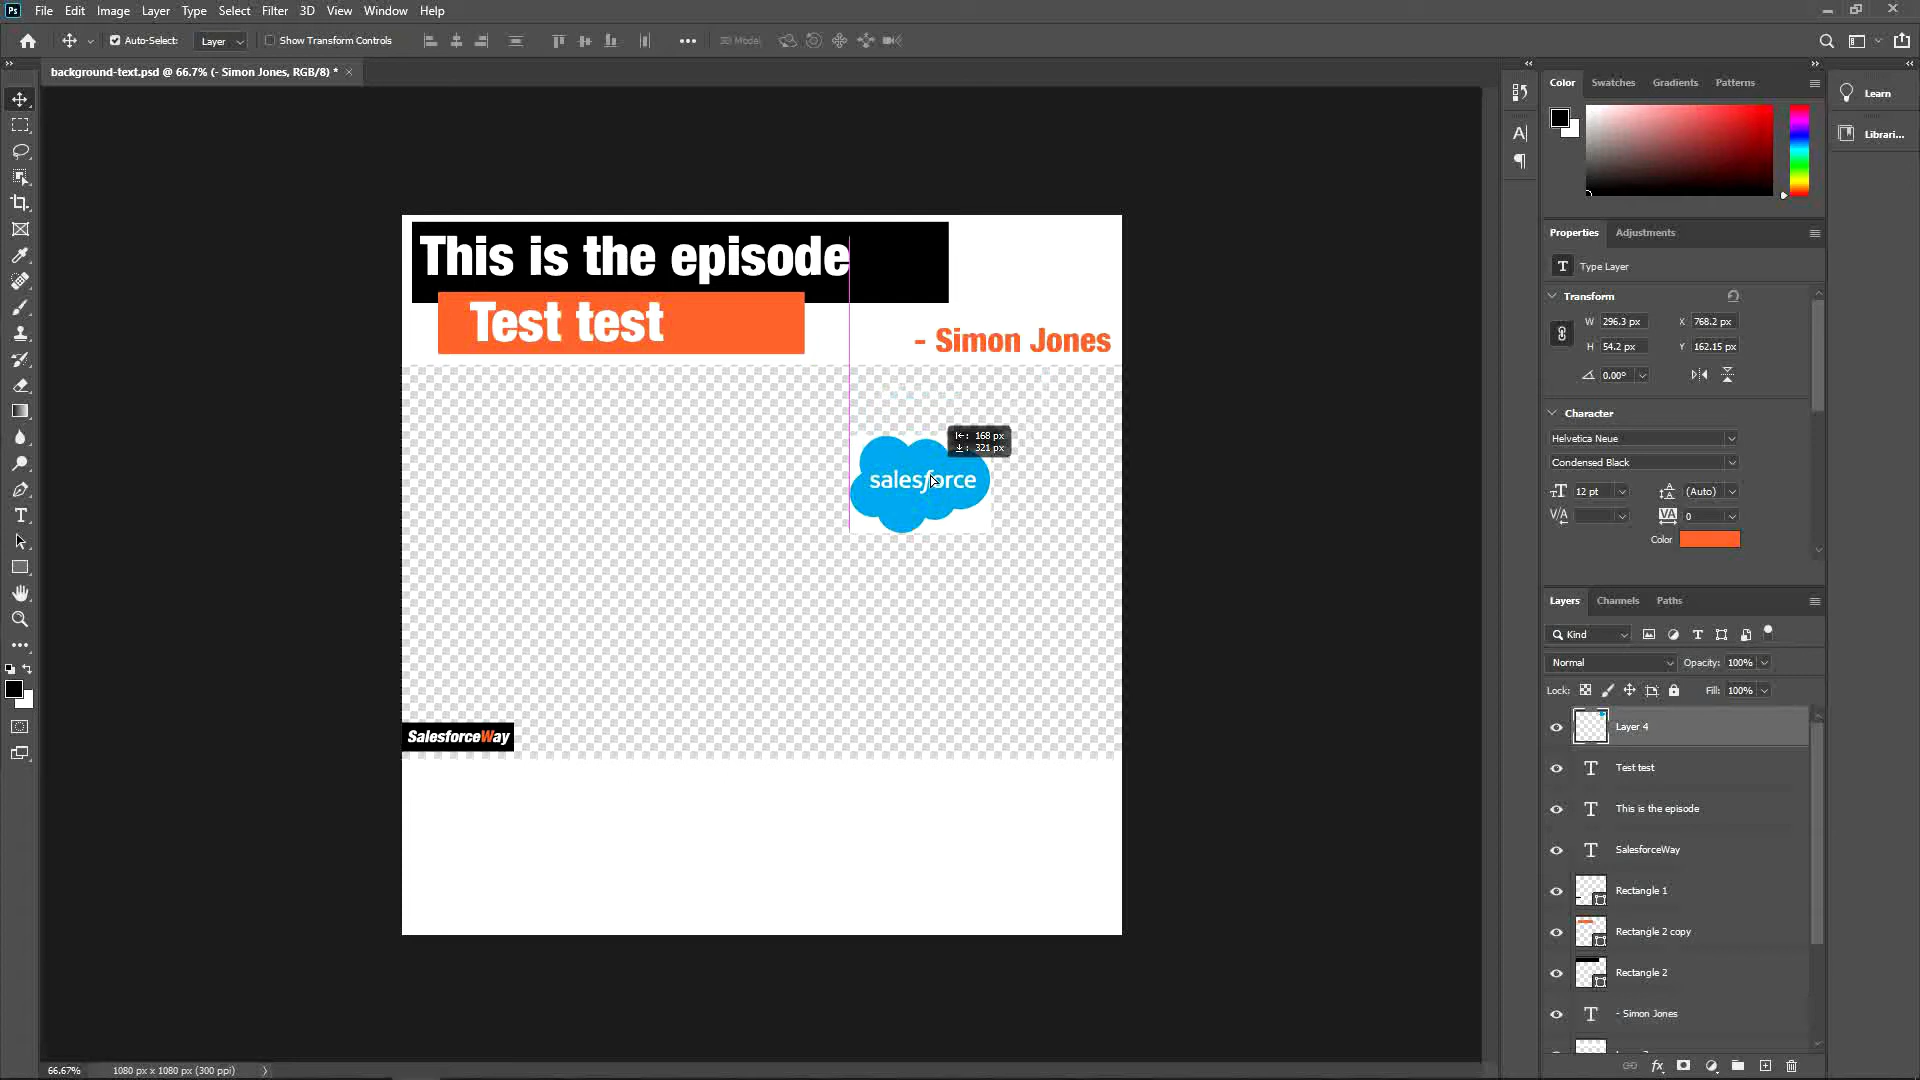 Ps File Edit Image Layer Type Select Filter 3D View Window Help
Auto-Select: Layer Show Transform Controls 3D Mode:
background-text.psd @ 66.7% (- Simon Jones, RGB/8) *
This is the episode
Test test
- Simon Jones
168 px
321 px
salesforce
SalesforceWay
66.67% 1080 px x 1080 px (300 ppi)
Color Swatches Gradients Patterns
Learn
Librari...
Properties Adjustments
T Type Layer
Transform
W 296.3 px X 768.2 px
H 54.2 px Y 162.15 px
0.00°
Character
Helvetica Neue
Condensed Black
12 pt (Auto)
V/A VA 0
Color
Layers Channels Paths
Kind
Normal Opacity: 100%
Lock: Fill: 100%
Layer 4
T Test test
T This is the episode
T SalesforceWay
Rectangle 1
Rectangle 2 copy
Rectangle 2
T - Simon Jones
fx